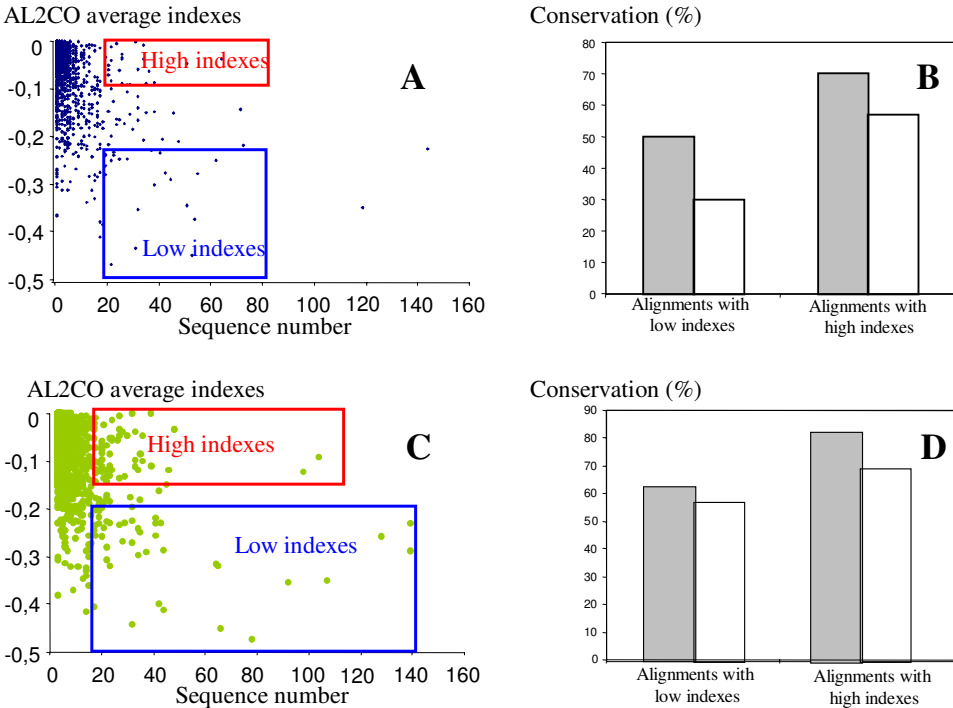 AL2CO average indexes
0
-0,1
-0,2
-0,3
-0,4
-0,5
High indexes
Low indexes
A
0 20 40 60 80 100 120 140 160
Sequence number
Conservation (%)
80
70
60
50
40
30
20
10
0
B
Alignments with
low indexes
Alignments with
high indexes
AL2CO average indexes
0
-0,1
-0,2
-0,3
-0,4
-0,5
High indexes
Low indexes
C
0 20 40 60 80 100 120 140 160
Sequence number
Conservation (%)
90
80
70
60
50
40
30
20
10
0
D
Alignments with
low indexes
Alignments with
high indexes